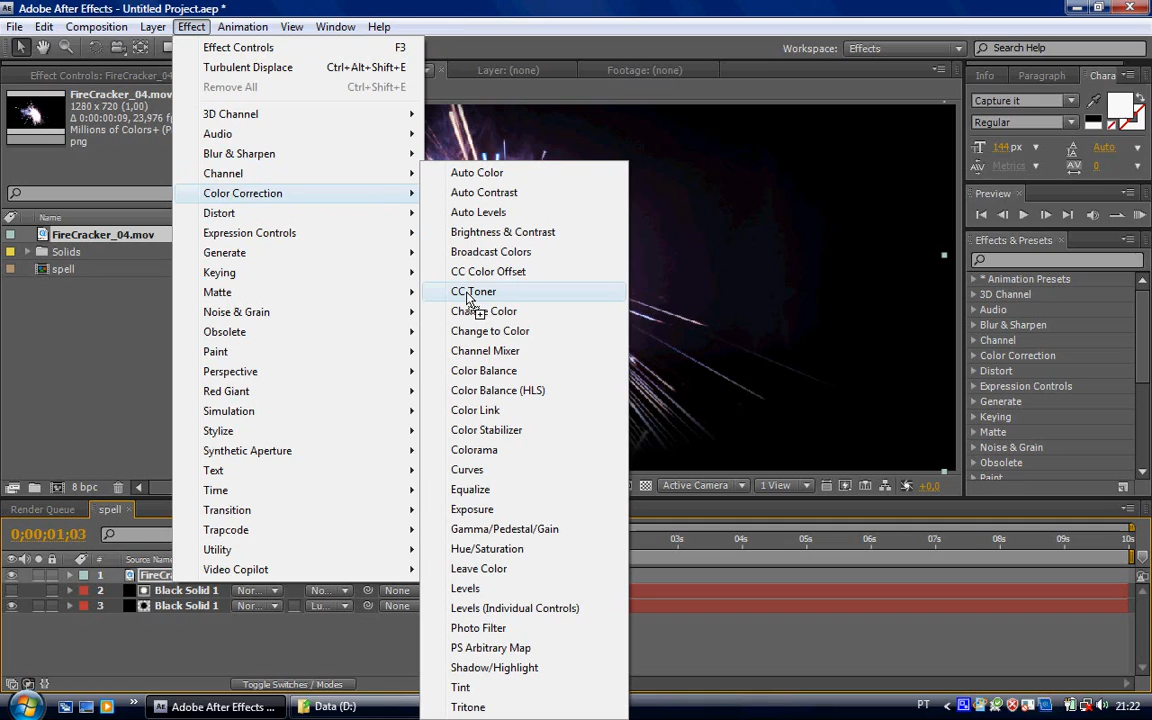 Adobe After Effects - Untitled Project.aep *
File Edit Composition Layer Effect Animation View Window Help
Workspace: Effects Search Help
Effect Controls: FireCracker_04
Layer: (none) Footage: (none)
Info Paragraph Chara
FireCracker_04.mov
1280 x 720 (1,00)
Δ 0:00:00:09, 23,976 f
Millions of Colors+ (P
png
Name
FireCracker_04.mov
Solids
spell
8 bpc
Effect Controls F3
Turbulent Displace Ctrl+Alt+Shift+E
Remove All Ctrl+Shift+E
3D Channel
Audio
Blur & Sharpen
Channel
Color Correction
Distort
Expression Controls
Generate
Keying
Matte
Noise & Grain
Obsolete
Paint
Perspective
Red Giant
Simulation
Stylize
Synthetic Aperture
Text
Time
Transition
Trapcode
Utility
Video Copilot
Auto Color
Auto Contrast
Auto Levels
Brightness & Contrast
Broadcast Colors
CC Color Offset
CC Toner
Change Color
Change to Color
Channel Mixer
Color Balance
Color Balance (HLS)
Color Link
Color Stabilizer
Colorama
Curves
Equalize
Exposure
Gamma/Pedestal/Gain
Hue/Saturation
Leave Color
Levels
Levels (Individual Controls)
Photo Filter
PS Arbitrary Map
Shadow/Highlight
Tint
Tritone
Capture it
Regular
144 px Auto
Metrics 0
Preview
Effects & Presets
* Animation Presets
3D Channel
Audio
Blur & Sharpen
Channel
Color Correction
Distort
Expression Controls
Generate
Keying
Matte
Noise & Grain
Obsolete
Paint
Active Camera 1 View +0,0
Render Queue spell
0;00;01;03
03s 04s 05s 06s 07s 08s 09s 10s
# Source Name
1 FireCr
2 Black Solid 1 Nor... No... None
3 Black Solid 1 Nor... Lu... None
Toggle Switches / Modes
Adobe After Effects ... Data (D:) PT 21:22